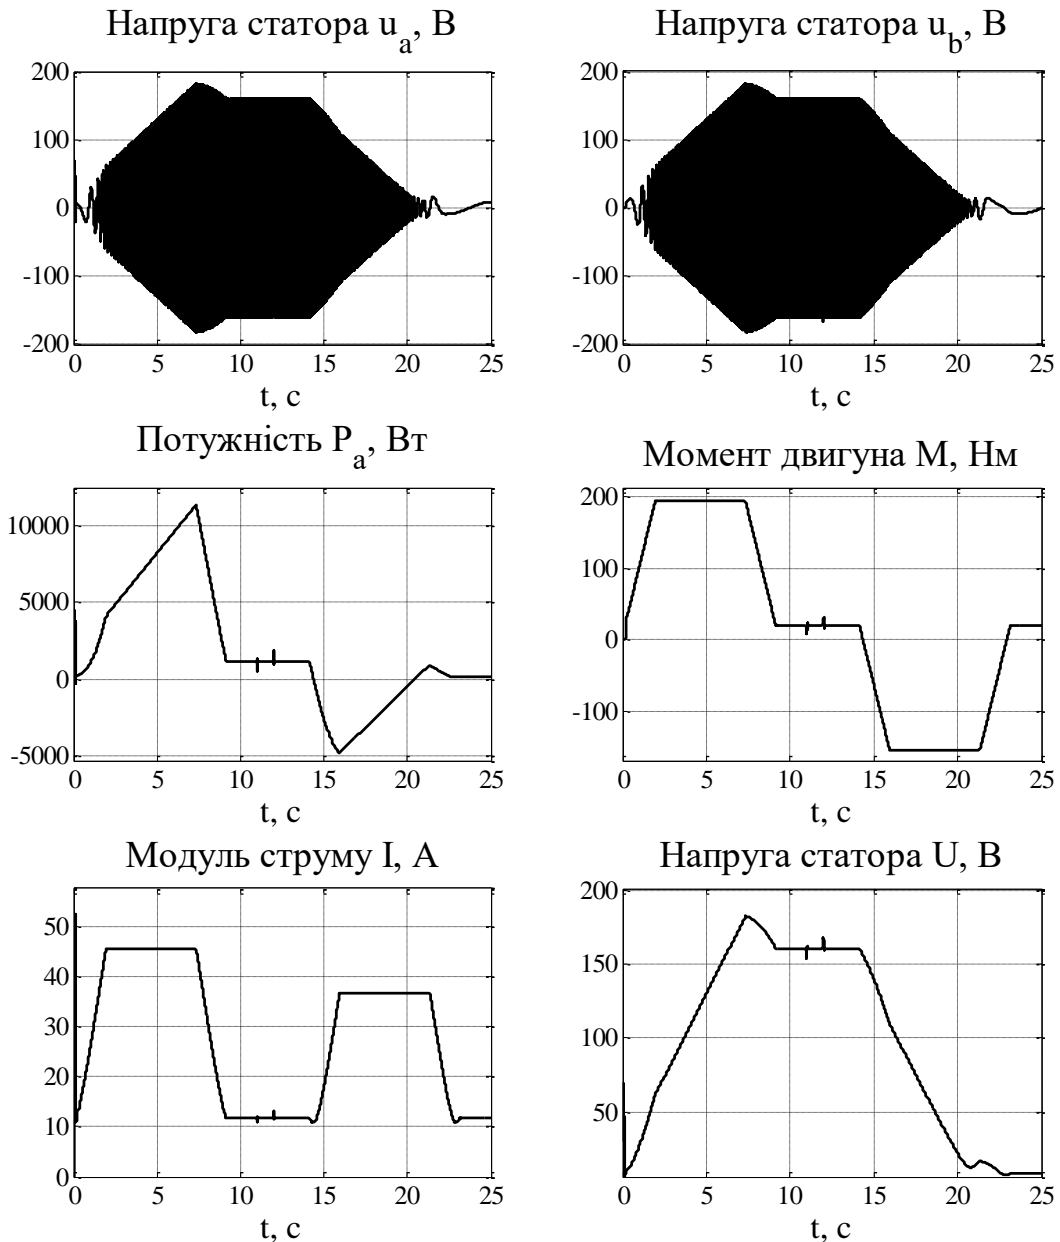 Напруга статора u_a, В
Напруга статора u_b, В
200
100
0
-100
-200
0 5 10 15 20 25
t, с
200
100
0
-100
-200
0 5 10 15 20 25
t, с
Потужність P_a, Вт
Момент двигуна М, Нм
10000
5000
0
-5000
0 5 10 15 20 25
t, с
200
100
0
-100
0 5 10 15 20 25
t, с
Модуль струму I, А
Напруга статора U, В
50
40
30
20
10
0
0 5 10 15 20 25
t, с
200
150
100
50
0 5 10 15 20 25
t, с